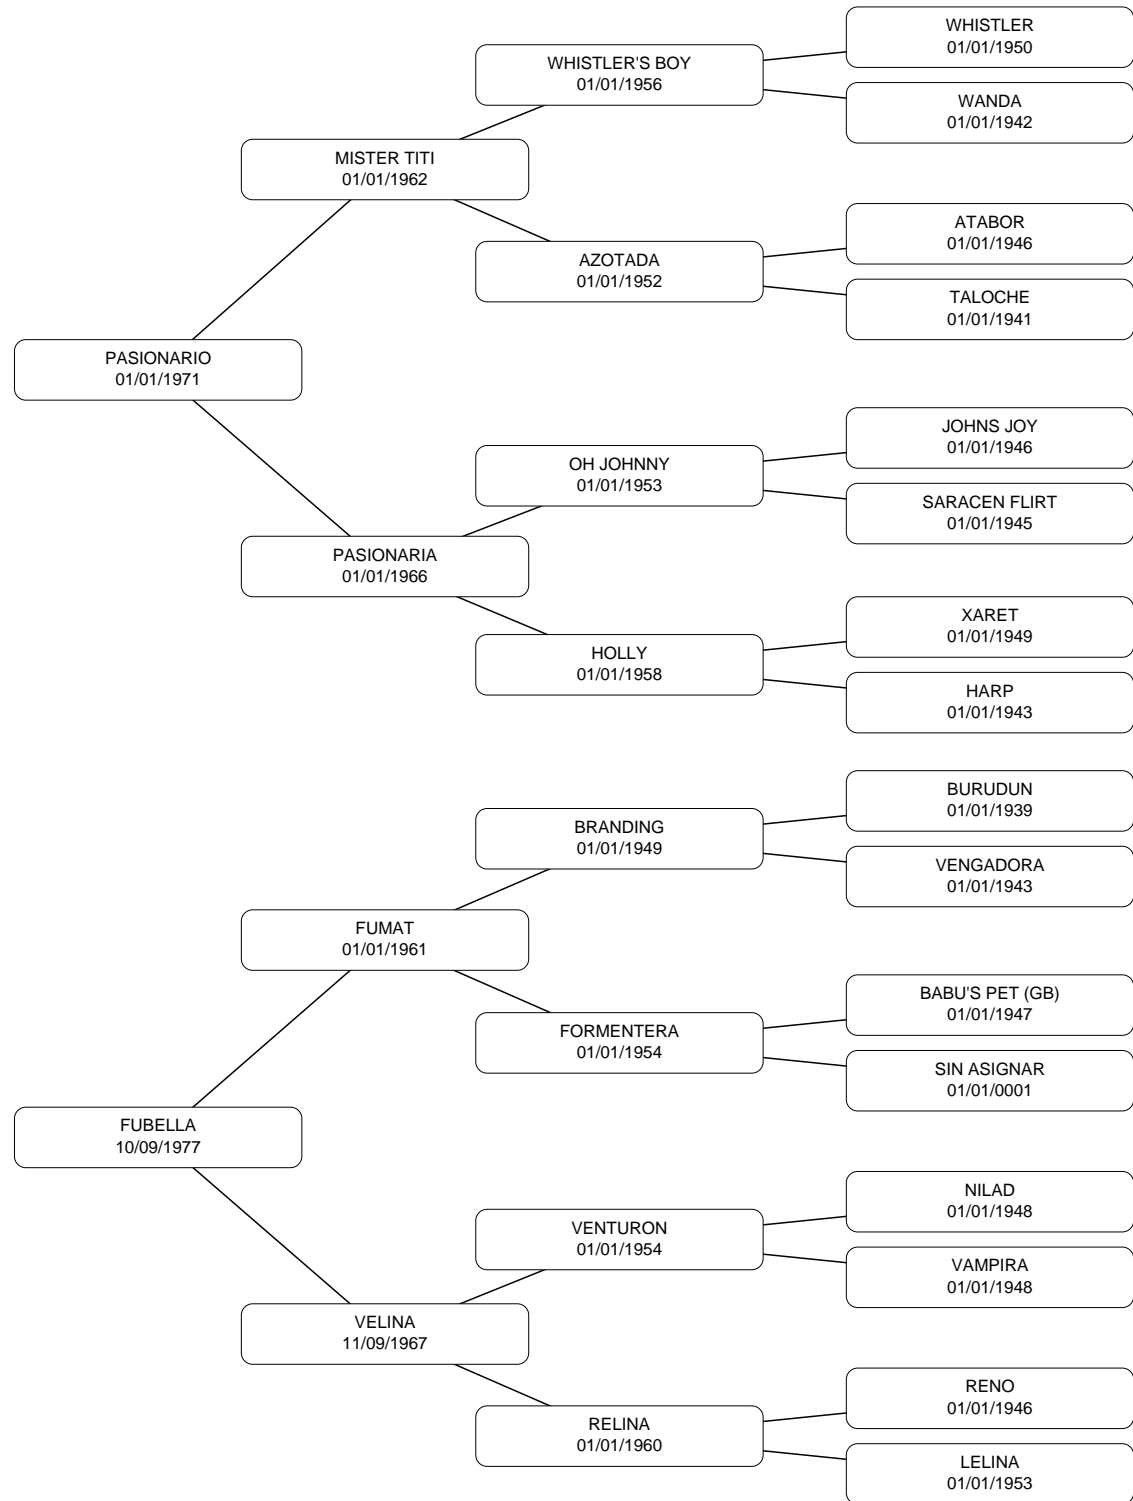 WHISTLER
01/01/1950
WHISTLER'S BOY
01/01/1956
WANDA
01/01/1942
MISTER TITI
01/01/1962
ATABOR
01/01/1946
AZOTADA
01/01/1952
TALOCHE
01/01/1941
PASIONARIO
01/01/1971
JOHNS JOY
01/01/1946
OH JOHNNY
01/01/1953
SARACEN FLIRT
01/01/1945
PASIONARIA
01/01/1966
XARET
01/01/1949
HOLLY
01/01/1958
HARP
01/01/1943
BURUDUN
01/01/1939
BRANDING
01/01/1949
VENGADORA
01/01/1943
FUMAT
01/01/1961
BABU'S PET (GB)
01/01/1947
FORMENTERA
01/01/1954
SIN ASIGNAR
01/01/0001
FUBELLA
10/09/1977
NILAD
01/01/1948
VENTURON
01/01/1954
VAMPIRA
01/01/1948
VELINA
11/09/1967
RENO
01/01/1946
RELINA
01/01/1960
LELINA
01/01/1953